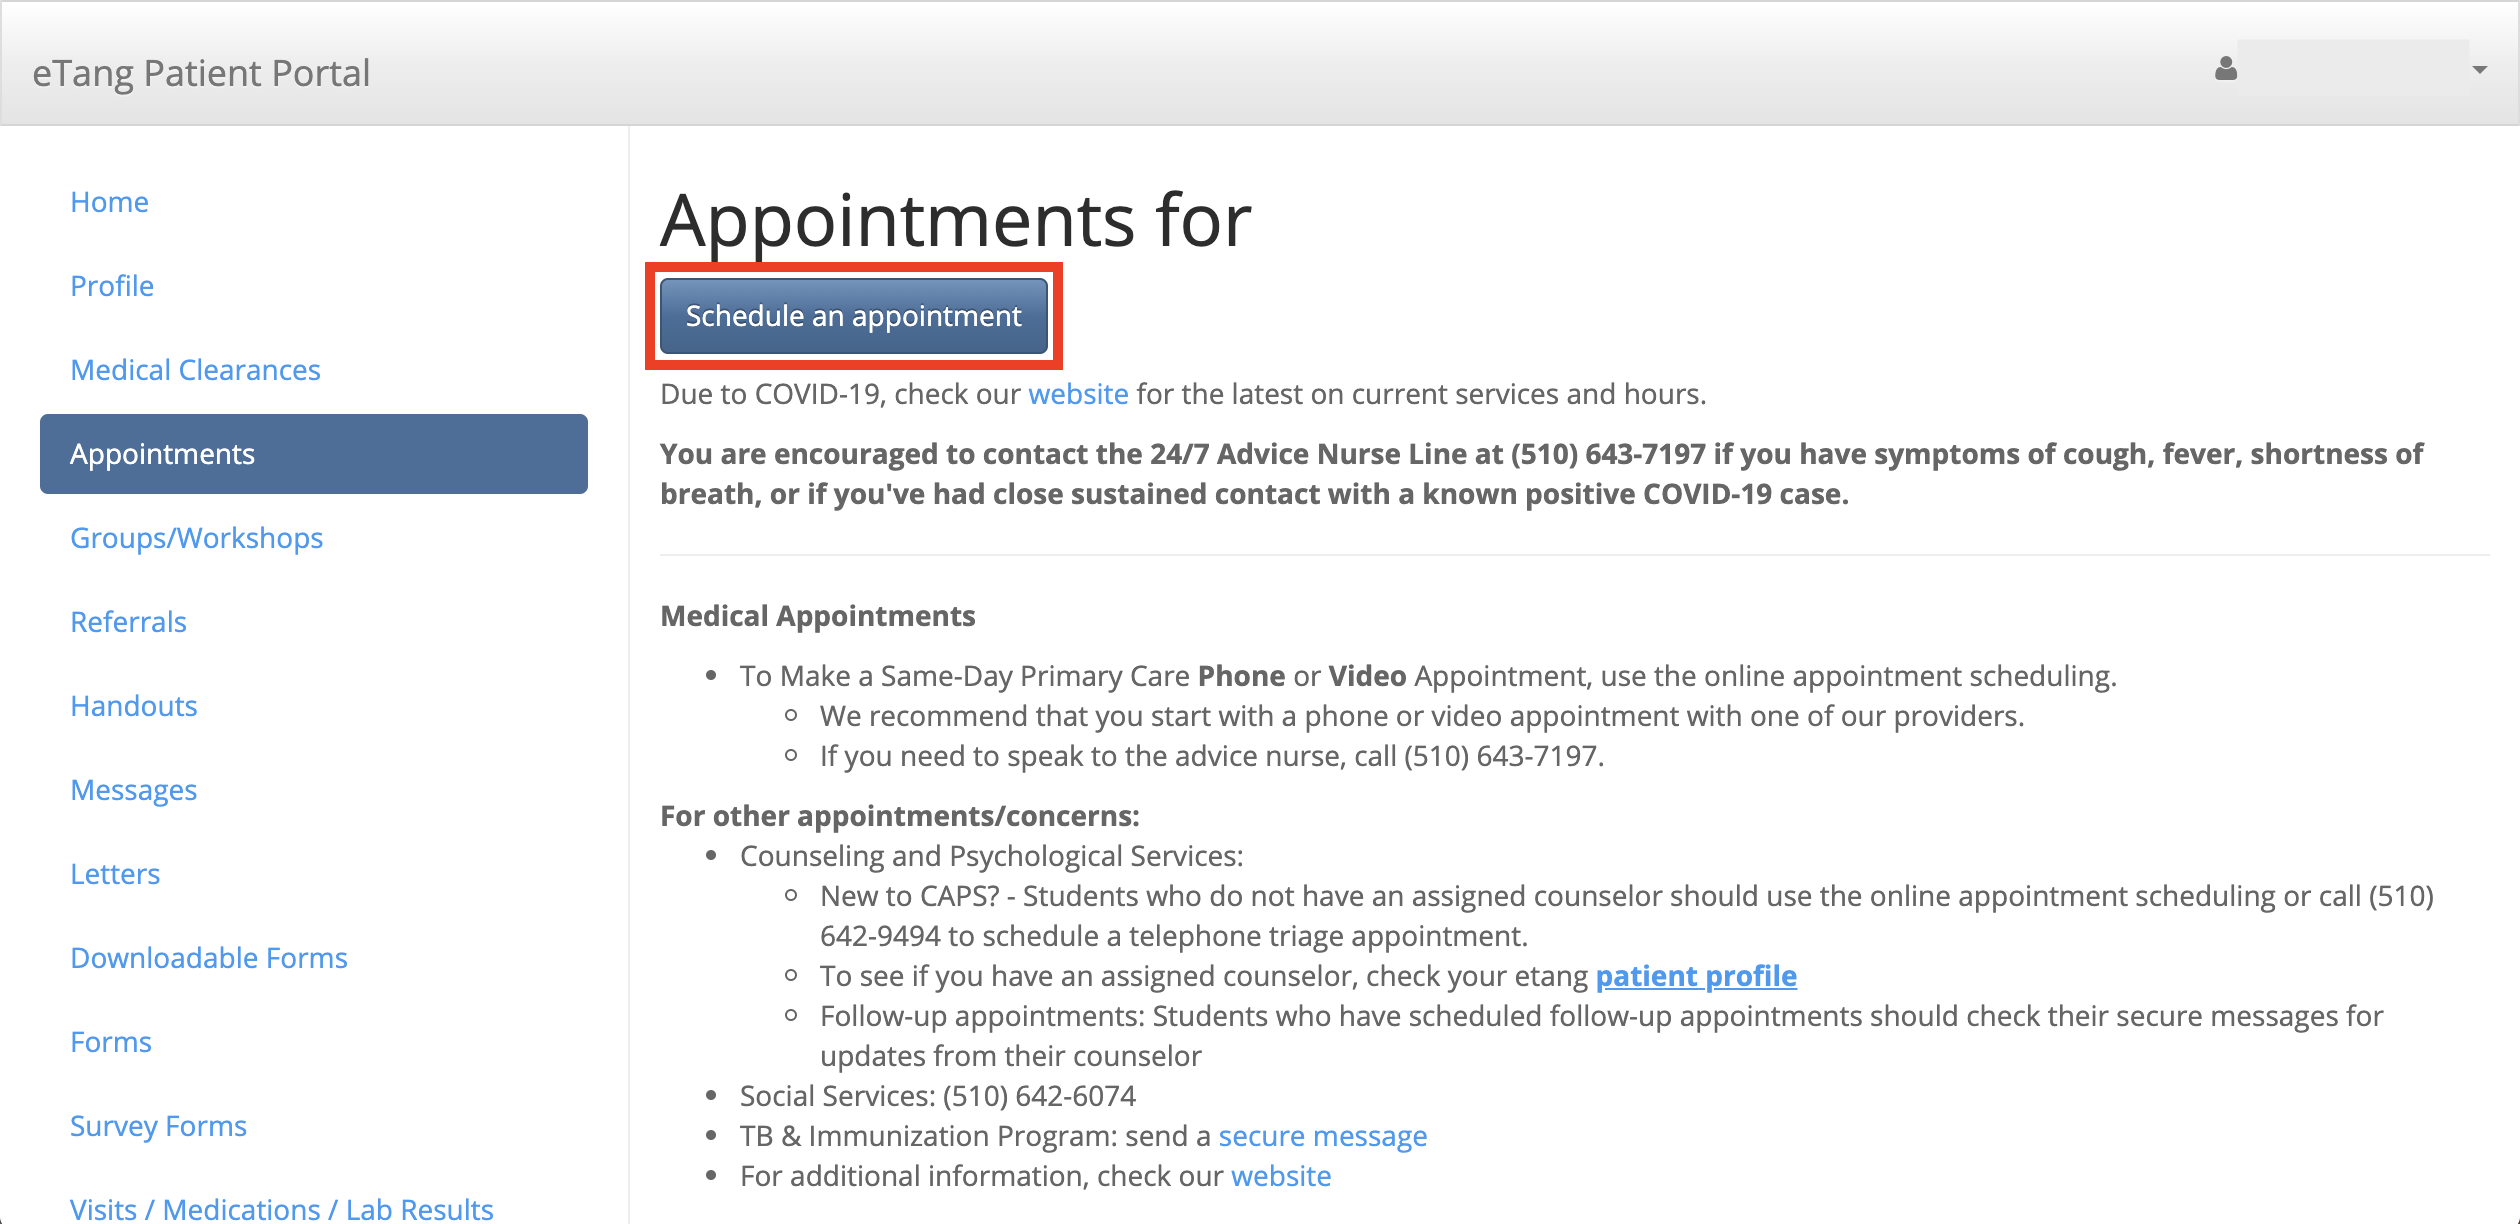 eTang Patient Portal
Home
Profile
Medical Clearances
Appointments
Groups/Workshops
Referrals
Handouts
Messages
Letters
Downloadable Forms
Forms
Survey Forms
Visits / Medications / Lab Results
Appointments for
Schedule an appointment
Due to COVID-19, check our website for the latest on current services and hours.
You are encouraged to contact the 24/7 Advice Nurse Line at (510) 643-7197 if you have symptoms of cough, fever, shortness of
breath, or if you've had close sustained contact with a known positive COVID-19 case.
Medical Appointments
To Make a Same-Day Primary Care Phone or Video Appointment, use the online appointment scheduling.
We recommend that you start with a phone or video appointment with one of our providers.
If you need to speak to the advice nurse, call (510) 643-7197.
For other appointments/concerns:
Counseling and Psychological Services:
New to CAPS? - Students who do not have an assigned counselor should use the online appointment scheduling or call (510)
642-9494 to schedule a telephone triage appointment.
To see if you have an assigned counselor, check your etang patient profile
Follow-up appointments: Students who have scheduled follow-up appointments should check their secure messages for
updates from their counselor
Social Services: (510) 642-6074
TB & Immunization Program: send a secure message
For additional information, check our website